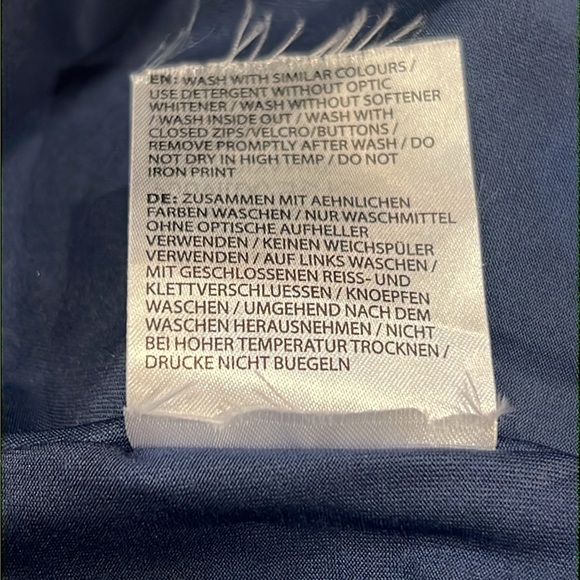 EN: WASH WITH SIMILAR COLOURS /
USE DETERGENT WITHOUT OPTIC
WHITENER / WASH WITHOUT SOFTENER
/ WASH INSIDE OUT / WASH WITH
CLOSED ZIPS/VELCRO/BUTTONS /
REMOVE PROMPTLY AFTER WASH / DO
NOT DRY IN HIGH TEMP / DO NOT
IRON PRINT
DE: ZUSAMMEN MIT AEHNLICHEN
FARBEN WASCHEN / NUR WASCHMITTEL
OHNE OPTISCHE AUFHELLER
VERWENDEN / KEINEN WEICHSPÜLER
VERWENDEN / AUF LINKS WASCHEN /
MIT GESCHLOSSENEN REISS- UND
KLETTVERSCHLUESSEN / KNOEPFEN
WASCHEN / UMGEHEND NACH DEM
WASCHEN HERAUSNEHMEN / NICHT
BEI HOHER TEMPERATUR TROCKNEN /
DRUCKE NICHT BUEGELN